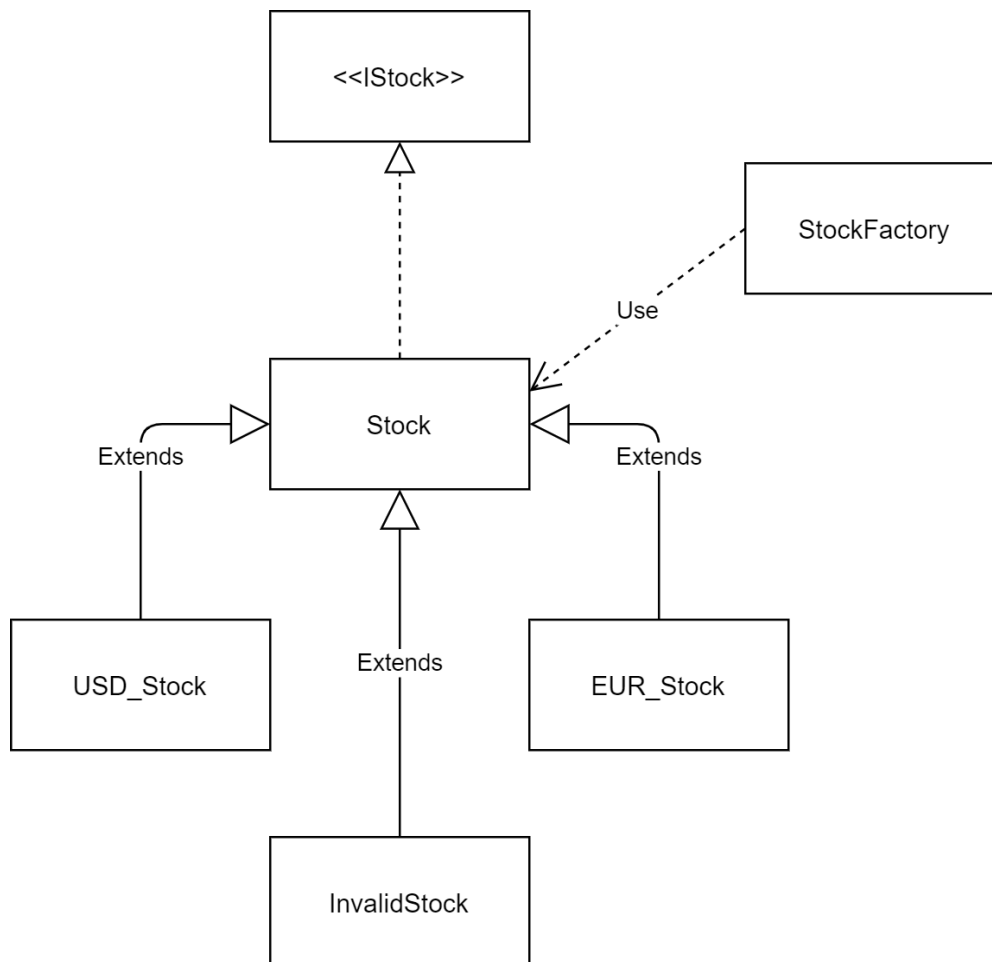 <<IStock>>
StockFactory
Use
Stock
Extends
Extends
Extends
USD_Stock
EUR_Stock
InvalidStock